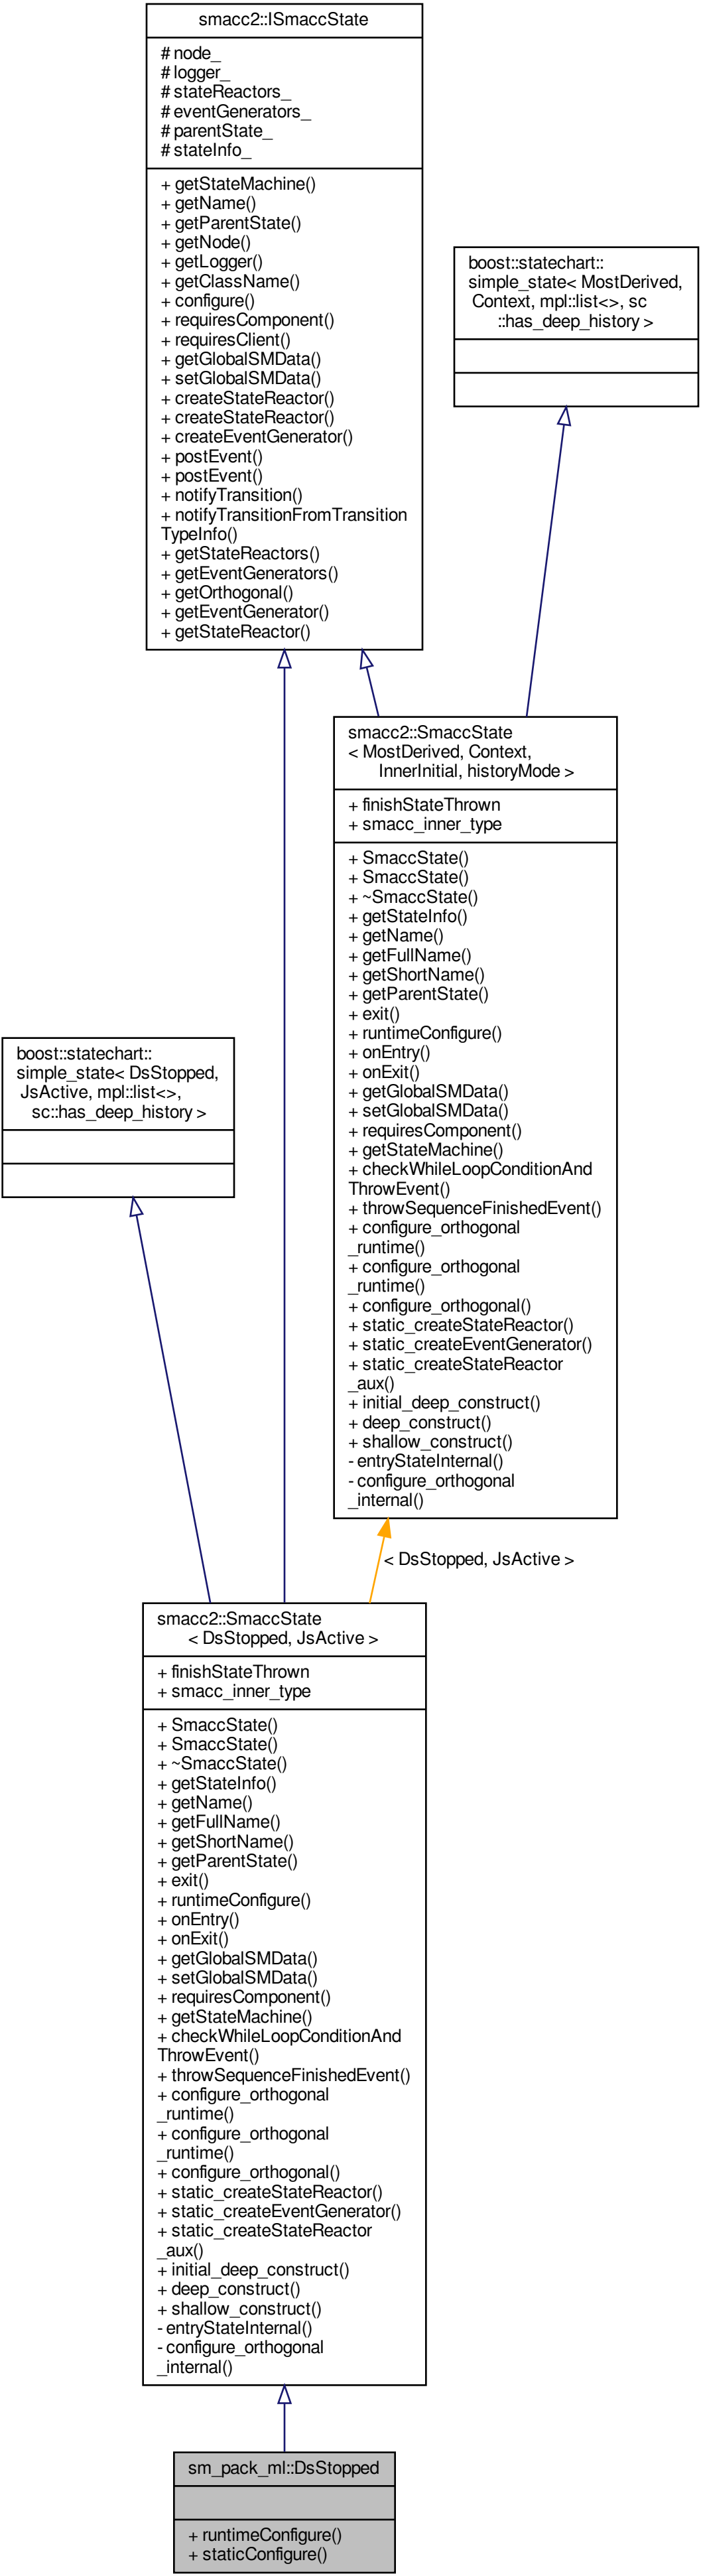 smacc2::ISmaccState
# node_
# logger_
# stateReactors_
# eventGenerators_
# parentState_
# stateInfo_
+ getStateMachine()
+ getName()
+ getParentState()
+ getNode()
+ getLogger()
+ getClassName()
+ configure()
+ requiresComponent()
+ requiresClient()
+ getGlobalSMData()
+ setGlobalSMData()
+ createStateReactor()
+ createStateReactor()
+ createEventGenerator()
+ postEvent()
+ postEvent()
+ notifyTransition()
+ notifyTransitionFromTransition
TypeInfo()
+ getStateReactors()
+ getEventGenerators()
+ getOrthogonal()
+ getEventGenerator()
+ getStateReactor()
boost::statechart::
simple_state< MostDerived,
Context, mpl::list<>, sc
::has_deep_history >
smacc2::SmaccState
< MostDerived, Context,
InnerInitial, historyMode >
+ finishStateThrown
+ smacc_inner_type
+ SmaccState()
+ SmaccState()
+ ~SmaccState()
+ getStateInfo()
+ getName()
+ getFullName()
+ getShortName()
+ getParentState()
+ exit()
+ runtimeConfigure()
+ onEntry()
+ onExit()
+ getGlobalSMData()
+ setGlobalSMData()
+ requiresComponent()
+ getStateMachine()
+ checkWhileLoopConditionAnd
ThrowEvent()
+ throwSequenceFinishedEvent()
+ configure_orthogonal
_runtime()
+ configure_orthogonal
_runtime()
+ configure_orthogonal()
+ static_createStateReactor()
+ static_createEventGenerator()
+ static_createStateReactor
_aux()
+ initial_deep_construct()
+ deep_construct()
+ shallow_construct()
- entryStateInternal()
- configure_orthogonal
_internal()
boost::statechart::
simple_state< DsStopped,
JsActive, mpl::list<>,
sc::has_deep_history >
< DsStopped, JsActive >
smacc2::SmaccState
< DsStopped, JsActive >
+ finishStateThrown
+ smacc_inner_type
+ SmaccState()
+ SmaccState()
+ ~SmaccState()
+ getStateInfo()
+ getName()
+ getFullName()
+ getShortName()
+ getParentState()
+ exit()
+ runtimeConfigure()
+ onEntry()
+ onExit()
+ getGlobalSMData()
+ setGlobalSMData()
+ requiresComponent()
+ getStateMachine()
+ checkWhileLoopConditionAnd
ThrowEvent()
+ throwSequenceFinishedEvent()
+ configure_orthogonal
_runtime()
+ configure_orthogonal
_runtime()
+ configure_orthogonal()
+ static_createStateReactor()
+ static_createEventGenerator()
+ static_createStateReactor
_aux()
+ initial_deep_construct()
+ deep_construct()
+ shallow_construct()
- entryStateInternal()
- configure_orthogonal
_internal()
sm_pack_ml::DsStopped
+ runtimeConfigure()
+ staticConfigure()